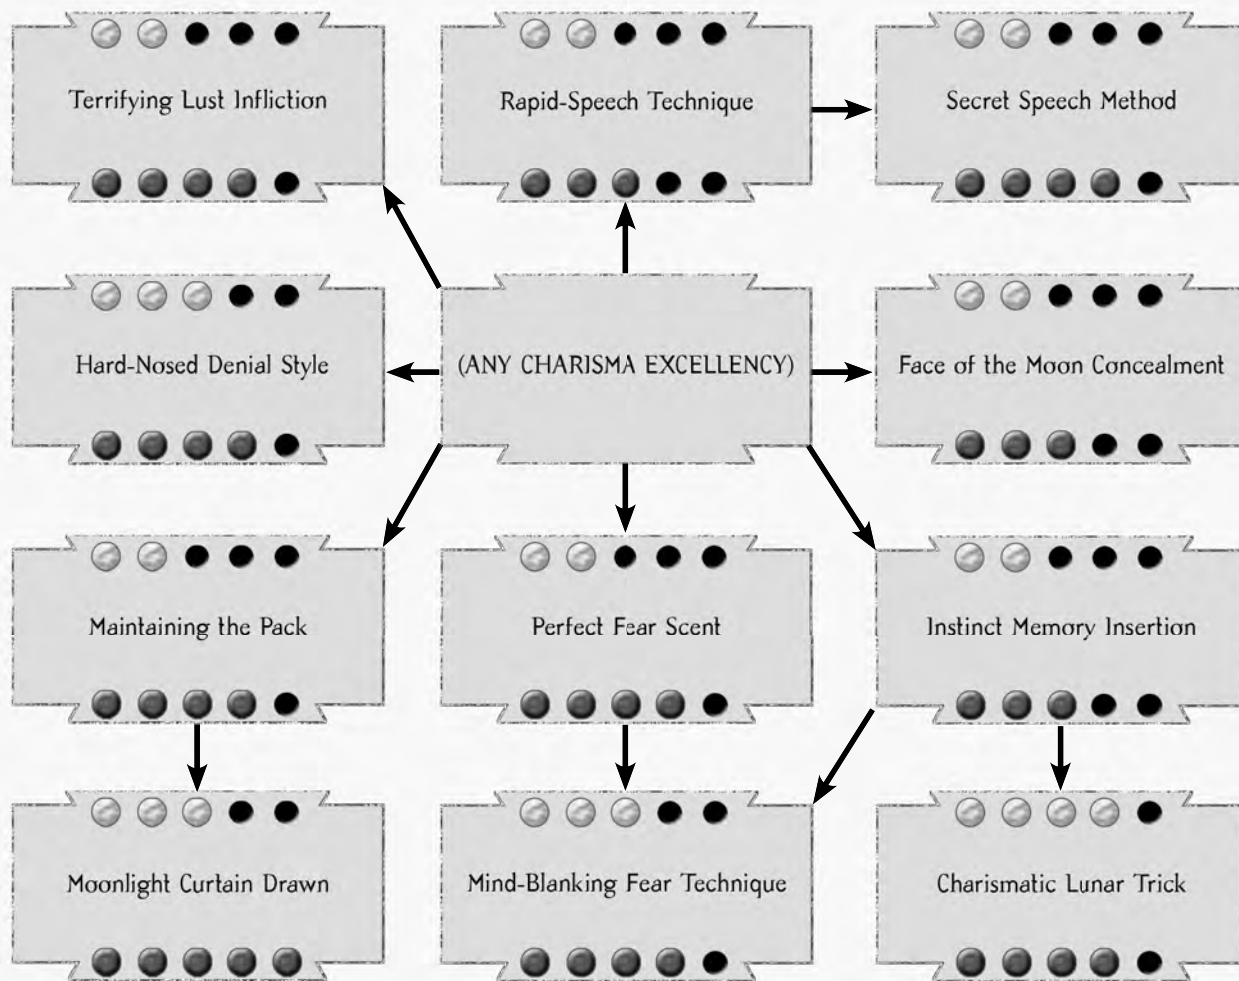 Terrifying Lust Infliction
Rapid-Speech Technique
Secret Speech Method
Hard-Nosed Denial Style
(ANY CHARISMA EXCELLENCY)
Face of the Moon Concealment
Maintaining the Pack
Perfect Fear Scent
Instinct Memory Insertion
Moonlight Curtain Drawn
Mind-Blanking Fear Technique
Charismatic Lunar Trick